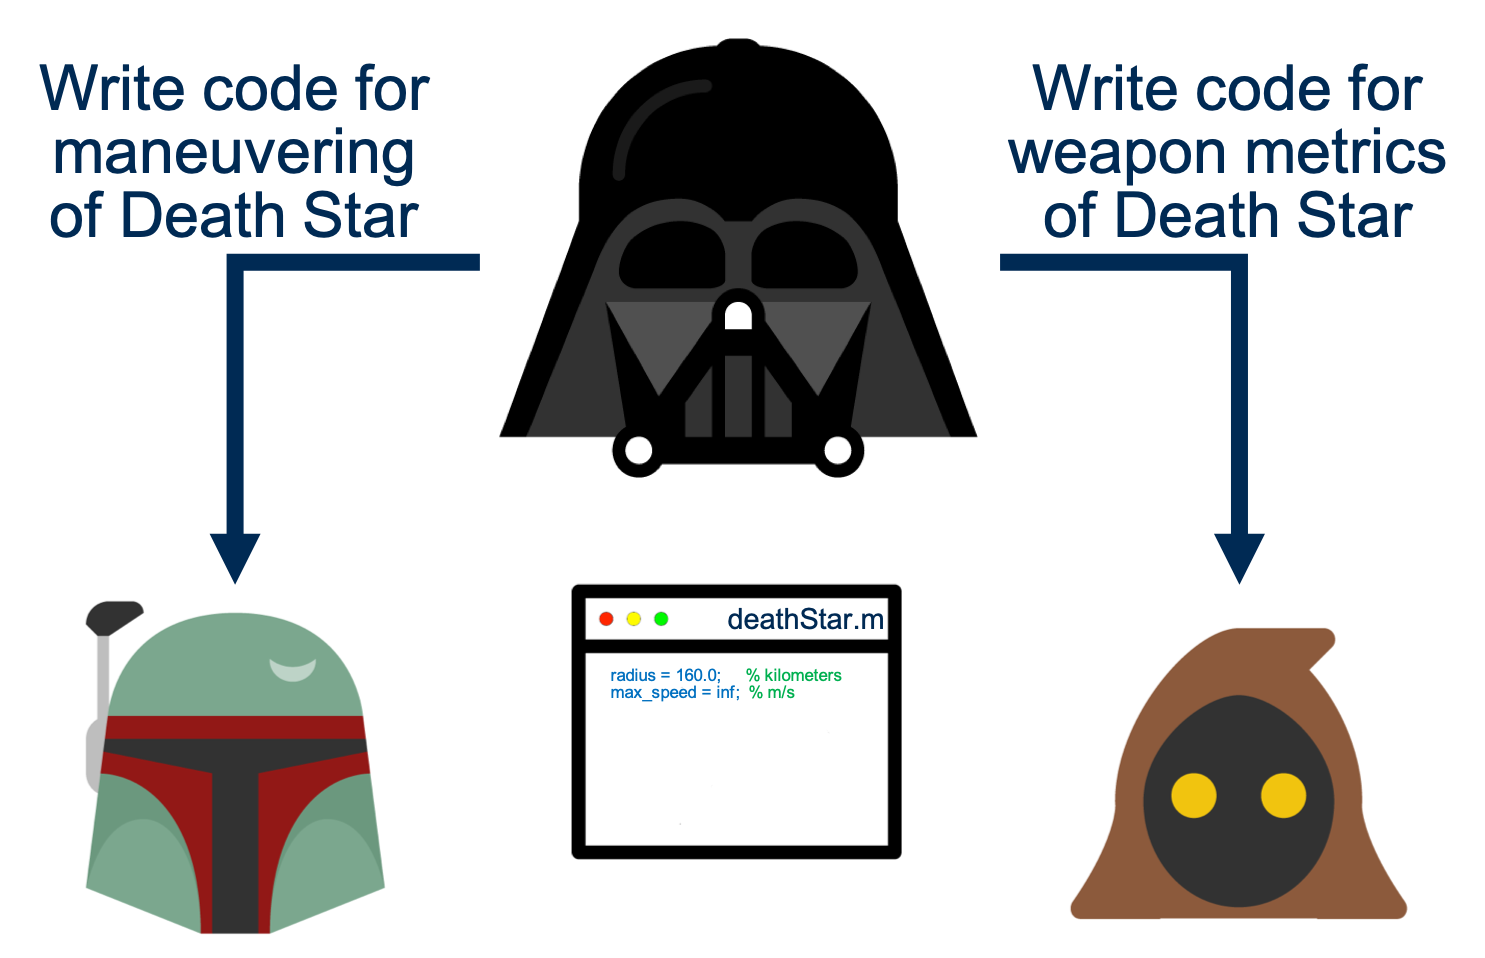 Write code for
maneuvering
of Death Star
Write code for
weapon metrics
of Death Star
deathStar.m
radius = 160.0; % kilometers
max_speed = inf; % m/s